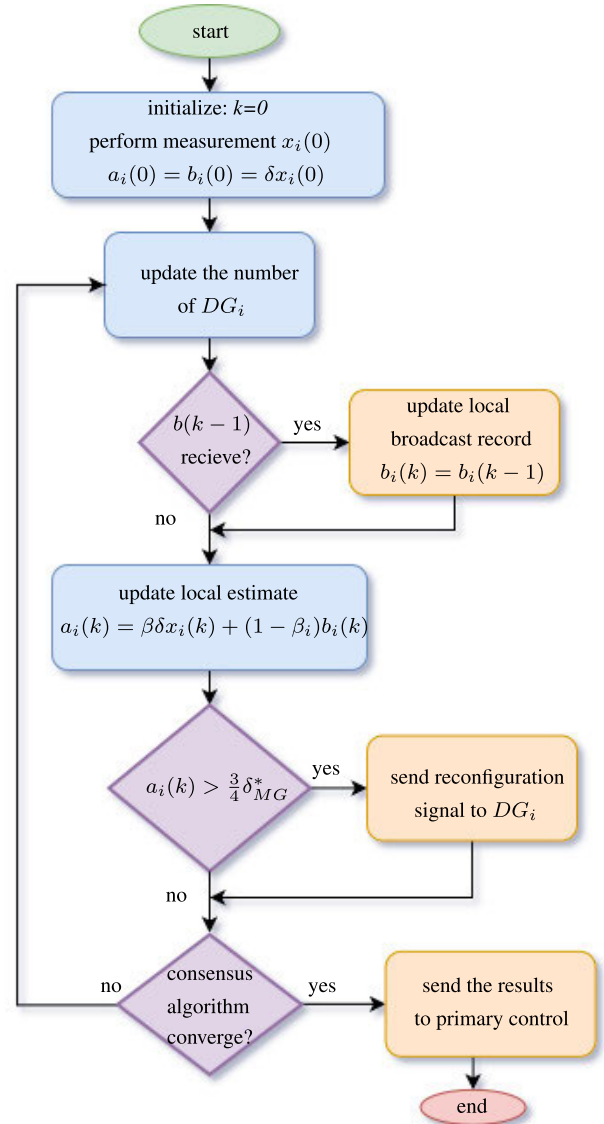 start
initialize: k=0
perform measurement x_i(0)
a_i(0) = b_i(0) = δx_i(0)
update the number
of DG_i
b(k − 1)
recieve?
yes
update local
broadcast record
b_i(k) = b_i(k − 1)
no
update local estimate
a_i(k) = βδx_i(k) + (1 − β_i)b_i(k)
a_i(k) > 3/4 δ*_MG
yes
send reconfiguration
signal to DG_i
no
no
consensus
algorithm
converge?
yes
send the results
to primary control
end